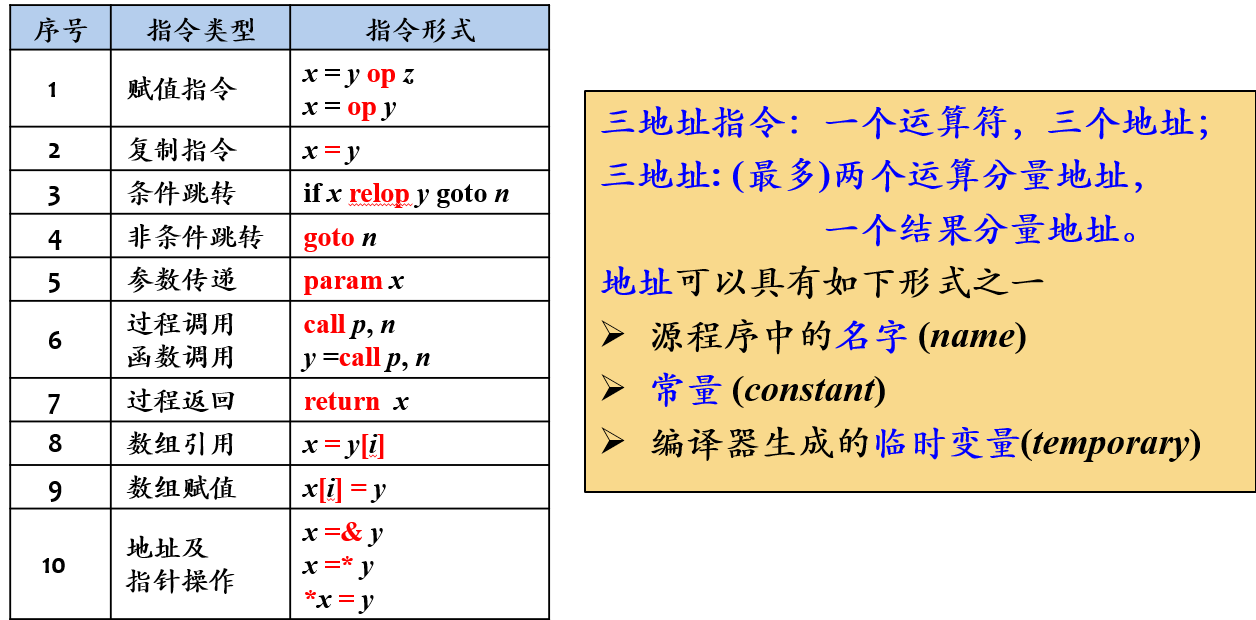 序号 指令类型 指令形式
1 赋值指令 x = y op z
x = op y
2 复制指令 x = y
3 条件跳转 if x relop y goto n
4 非条件跳转 goto n
5 参数传递 param x
6 过程调用 call p, n
函数调用 y =call p, n
7 过程返回 return x
8 数组引用 x = y[i]
9 数组赋值 x[i] = y
10 地址及
指针操作
x =& y
x =* y
*x = y
三地址指令：一个运算符，三个地址；
三地址: (最多)两个运算分量地址，
一个结果分量地址。
地址可以具有如下形式之一
➢ 源程序中的名字 (name)
➢ 常量 (constant)
➢ 编译器生成的临时变量(temporary)